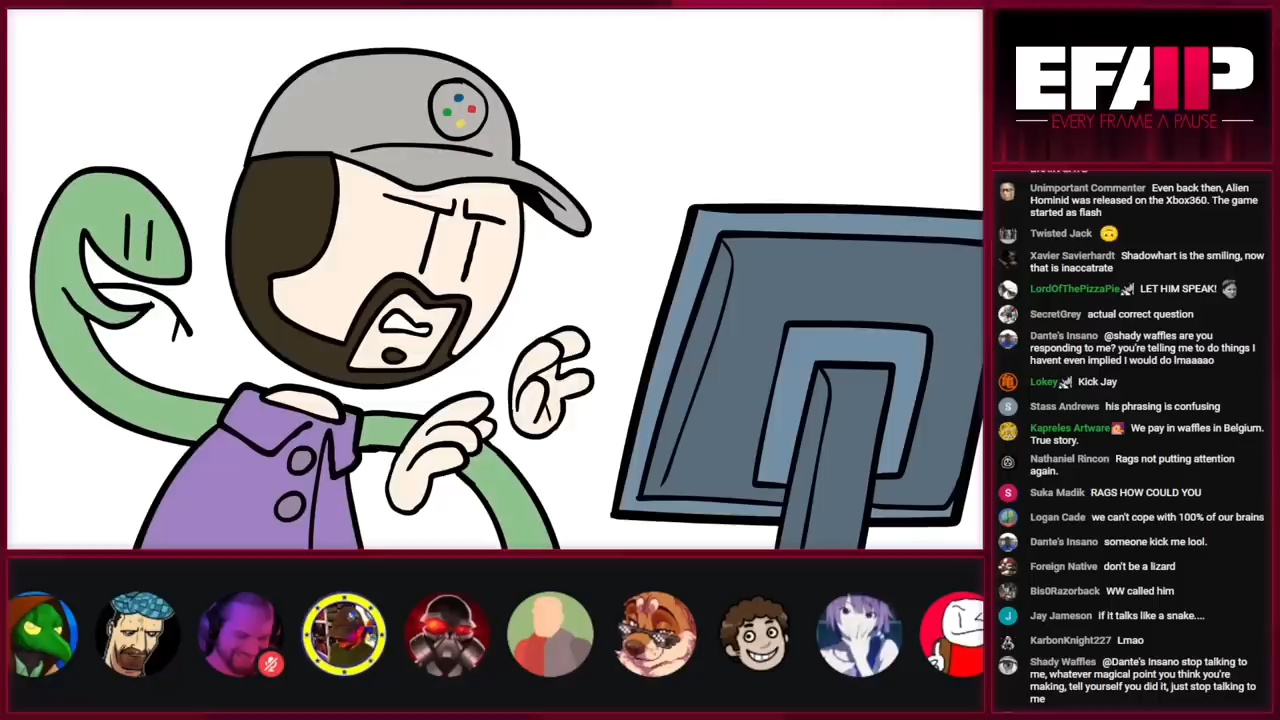 EFAP
EVERY FRAME A PAUSE
Unimportant Commenter Even back then, Alien
Hominid was released on the Xbox360. The game
started as flash
Twisted Jack 🙃
Xavier Savierhardt Shadowhart is the smiling, now
that is inaccatrate
LordOfThePizzaPie LET HIM SPEAK!
SecretGrey actual correct question
Dante's Insano @shady waffles are you
responding to me? you're telling me to do things I
havent even implied I would do lmaaaao
Lokey Kick Jay
S Stass Andrews his phrasing is confusing
Kapreles Artware We pay in waffles in Belgium.
True story.
Nathaniel Rincon Rags not putting attention
again.
S Suka Madik RAGS HOW COULD YOU
Logan Cade we can't cope with 100% of our brains
Dante's Insano someone kick me lool.
Foreign Native don't be a lizard
Bis0Razorback WW called him
J Jay Jameson if it talks like a snake....
KarbonKnight227 Lmao
Shady Waffles @Dante's Insano stop talking to
me, whatever magical point you think you're
making, tell yourself you did it, just stop talking to
me